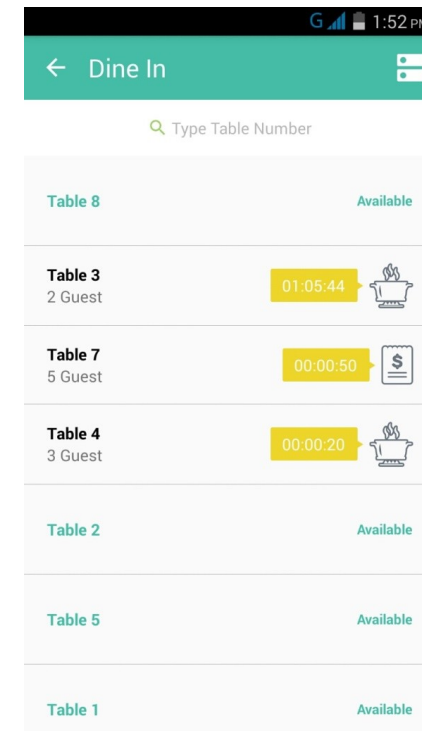 G 1:52 PM
Dine In
Type Table Number
Table 8 Available
Table 3
2 Guest
01:05:44
Table 7
5 Guest
00:00:50
$
Table 4
3 Guest
00:00:20
Table 2 Available
Table 5 Available
Table 1 Available